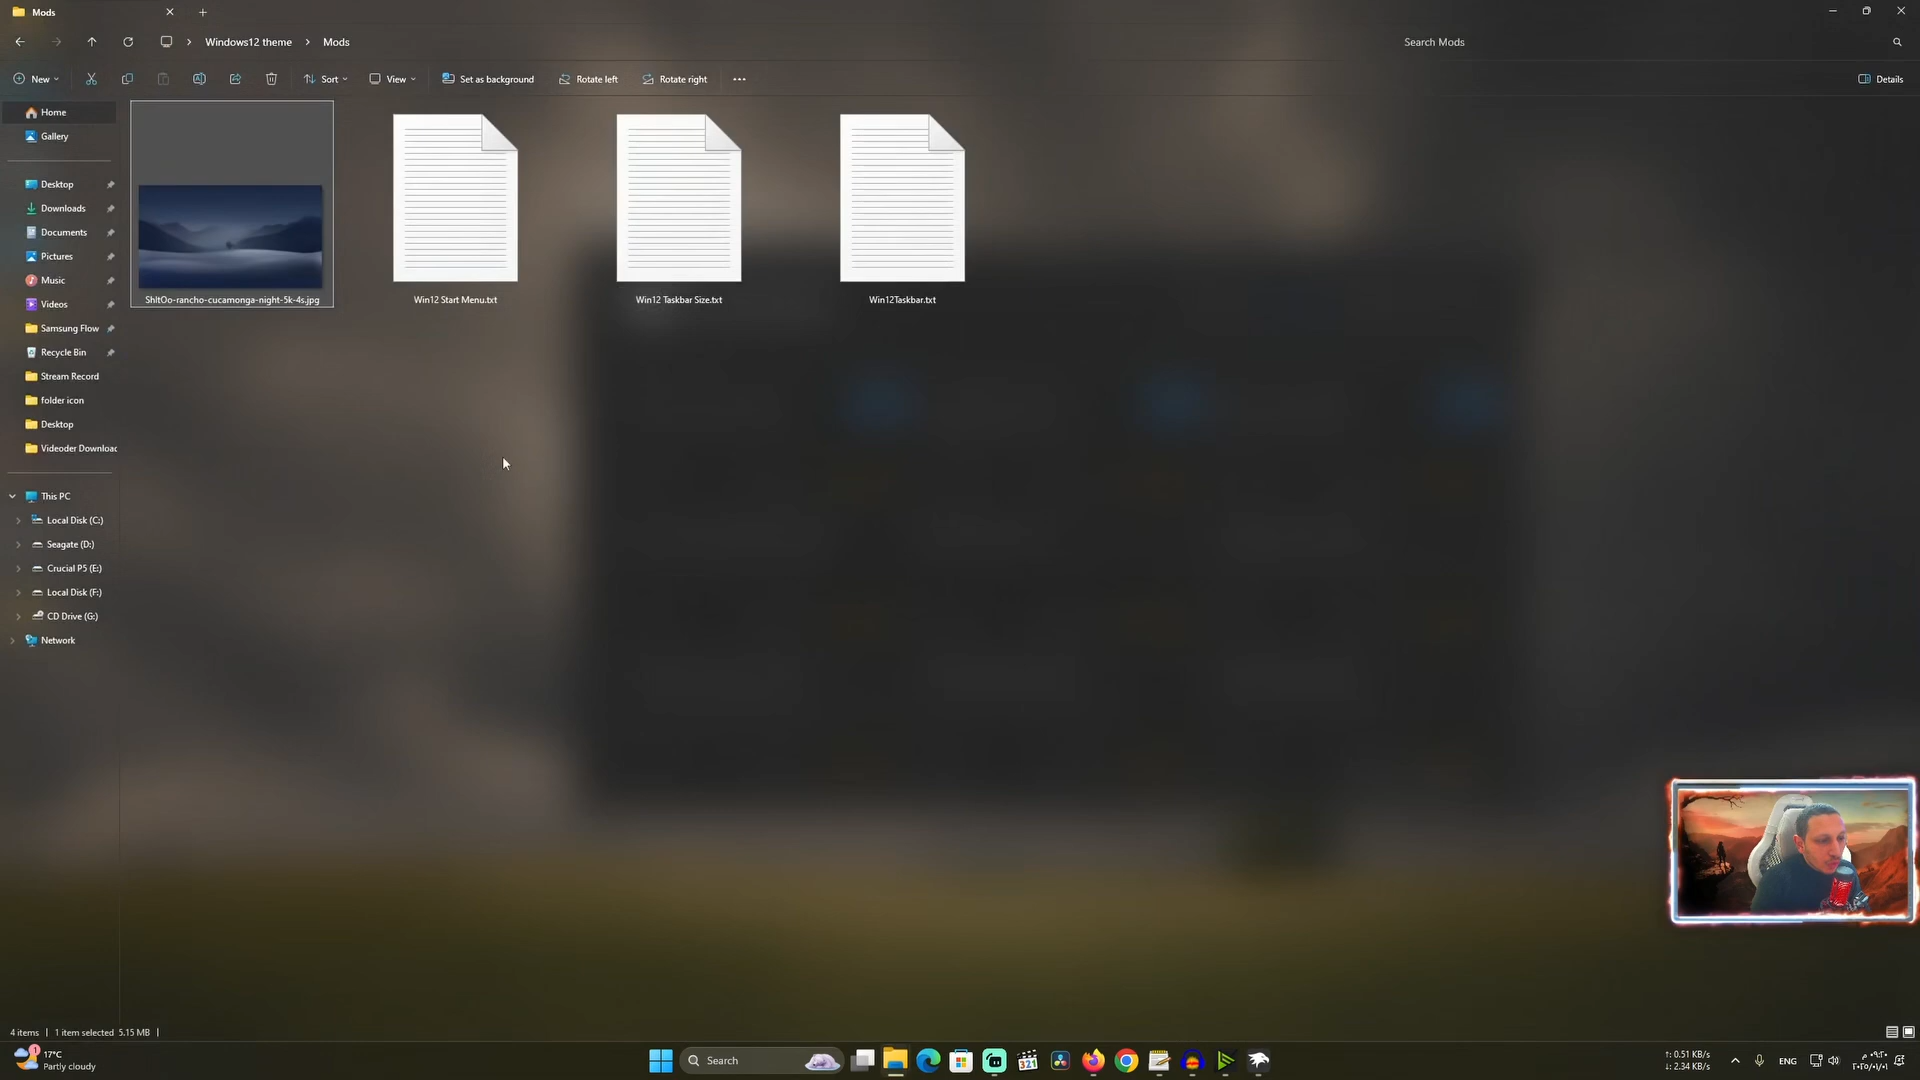 Mods
Windows12 theme
Mods
Search Mods
New
Sort
View
Set as background
Rotate left
Rotate right
Details
Home
Gallery
Desktop
Downloads
Documents
Pictures
Music
Videos
Samsung Flow
Recycle Bin
Stream Record
folder icon
Desktop
Videoder Downloac
This PC
Local Disk (C:)
Seagate (D:)
Crucial P5 (E:)
Local Disk (F:)
CD Drive (G:)
Network
ShltOo-rancho-cucamonga-night-5k-4s.jpg
Win12 Start Menu.txt
Win12 Taskbar Size.txt
Win12Taskbar.txt
4 items
1 item selected 5.15 MB
1
17°C
Partly cloudy
Search
321
↑: 0.51 KB/s
↓: 2.34 KB/s
ENG